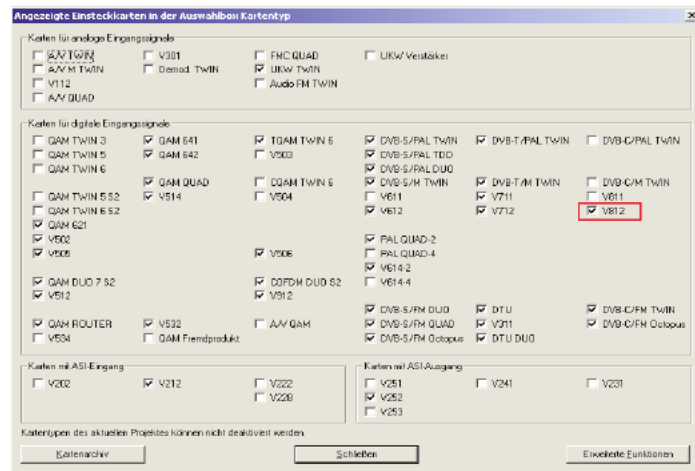 Angezeigte Einsteckkarten in der Auswahlbox Kartentyp
Karten für analoge Eingangssignale
A/V TWIN V301 FMC QUAD UKW Verstärker
A/V M TWIN Demod. TWIN UKW TWIN
V112 Audio FM TWIN
A/V QUAD
Karten für digitale Eingangssignale
QAM TWIN 3 QAM 641 TQAM TWIN 6 DVB-S/PAL TWIN DVB-T/PAL TWIN DVB-C/PAL TWIN
QAM TWIN 5 QAM 642 V503 DVB-S/PAL TDD
QAM TWIN 6 DVB-S/PAL DUO
QAM QUAD CQAM TWIN 6 DVB-S/M TWIN DVB-T/M TWIN DVB-C/M TWIN
QAM TWIN 5 S2 V514 V504 V611 V711 V811
QAM TWIN 6 S2 V612 V712 V812
QAM 621
V502 PAL QUAD-2
V505 V506 PAL QUAD-4
V614-2
QAM DUO 7 S2 COFDM DUO S2 V614-4
V512 V912
DVB-S/FM DUO DTU DVB-C/FM TWIN
QAM ROUTER V532 A/V QAM DVB-S/FM QUAD V311 DVB-C/FM Octopus
V534 QAM Fremdprodukt DVB-S/FM Octopus DTU DUO
Karten mit ASI-Eingang Karten mit ASI-Ausgang
V202 V212 V222 V251 V241 V231
V228 V252
V253
Kartentypen des aktuellen Projektes können nicht deaktiviert werden.
Kartenarchiv Schließen Erweiterte Funktionen